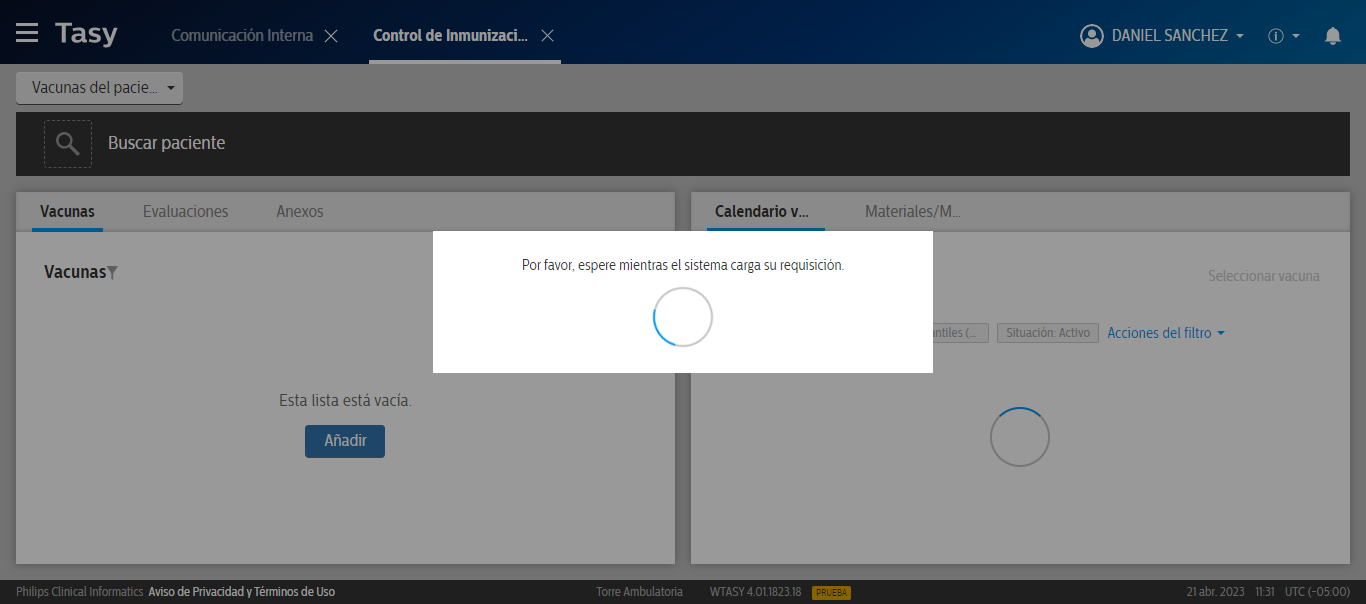 Tasy
Comunicación Interna
Control de Inmunizaci...
DANIEL SANCHEZ
Vacunas del pacie...
Buscar paciente
Vacunas
Evaluaciones
Anexos
Calendario v...
Materiales/M...
Por favor, espere mientras el sistema carga su requisición.
Vacunas
Seleccionar vacuna
Situación: Activo
Acciones del filtro
Esta lista está vacía.
Añadir
Philips Clinical Informatics Aviso de Privacidad y Términos de Uso
Torre Ambulatoria
WTASY 4.01.1823.18
PRUEBA
21 abr. 2023 11:31 UTC (-05:00)